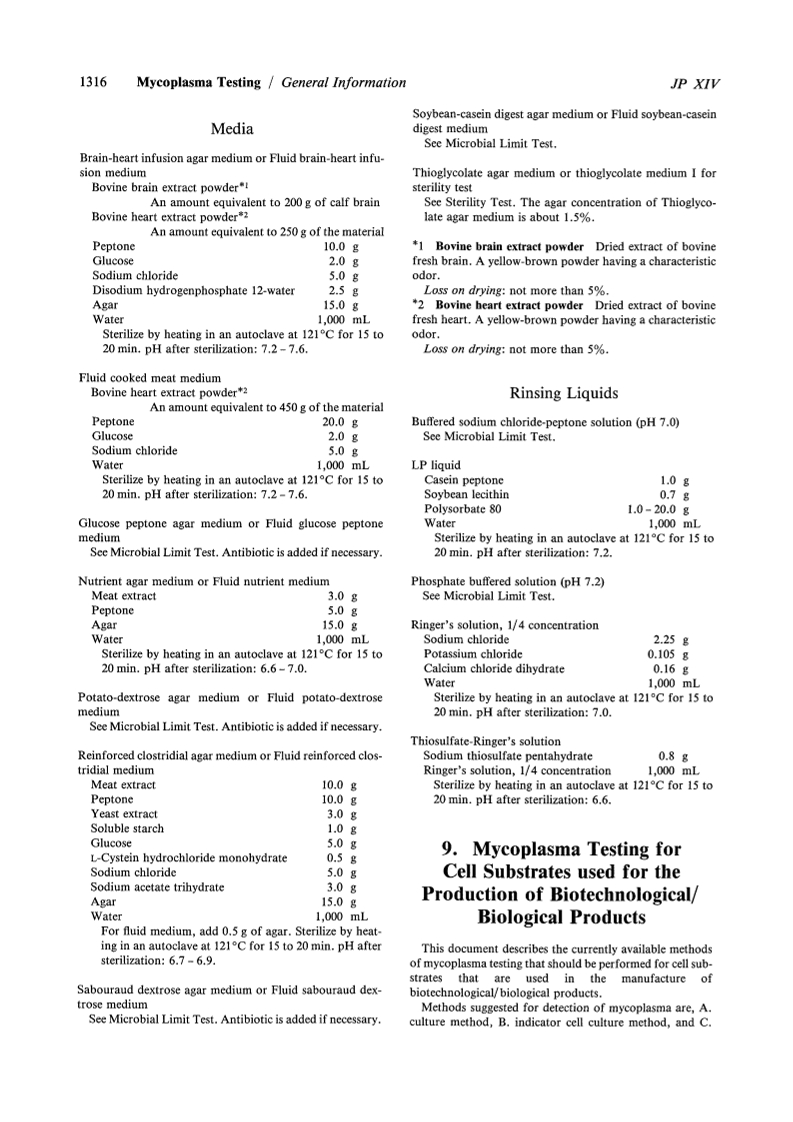 1316 Mycoplasma Testing / General Information JP XIV
Media
Brain-heart infusion agar medium or Fluid brain-heart infu-
sion medium
Bovine brain extract powder*1
An amount equivalent to 200 g of calf brain
Bovine heart extract powder*2
An amount equivalent to 250 g of the material
Peptone 10.0 g
Glucose 2.0 g
Sodium chloride 5.0 g
Disodium hydrogenphosphate 12-water 2.5 g
Agar 15.0 g
Water 1,000 mL
Sterilize by heating in an autoclave at 121°C for 15 to
20 min. pH after sterilization: 7.2 – 7.6.
Fluid cooked meat medium
Bovine heart extract powder*2
An amount equivalent to 450 g of the material
Peptone 20.0 g
Glucose 2.0 g
Sodium chloride 5.0 g
Water 1,000 mL
Sterilize by heating in an autoclave at 121°C for 15 to
20 min. pH after sterilization: 7.2 – 7.6.
Glucose peptone agar medium or Fluid glucose peptone
medium
See Microbial Limit Test. Antibiotic is added if necessary.
Nutrient agar medium or Fluid nutrient medium
Meat extract 3.0 g
Peptone 5.0 g
Agar 15.0 g
Water 1,000 mL
Sterilize by heating in an autoclave at 121°C for 15 to
20 min. pH after sterilization: 6.6 – 7.0.
Potato-dextrose agar medium or Fluid potato-dextrose
medium
See Microbial Limit Test. Antibiotic is added if necessary.
Reinforced clostridial agar medium or Fluid reinforced clos-
tridial medium
Meat extract 10.0 g
Peptone 10.0 g
Yeast extract 3.0 g
Soluble starch 1.0 g
Glucose 5.0 g
L-Cystein hydrochloride monohydrate 0.5 g
Sodium chloride 5.0 g
Sodium acetate trihydrate 3.0 g
Agar 15.0 g
Water 1,000 mL
For fluid medium, add 0.5 g of agar. Sterilize by heat-
ing in an autoclave at 121°C for 15 to 20 min. pH after
sterilization: 6.7 – 6.9.
Sabouraud dextrose agar medium or Fluid sabouraud dex-
trose medium
See Microbial Limit Test. Antibiotic is added if necessary.
Soybean-casein digest agar medium or Fluid soybean-casein
digest medium
See Microbial Limit Test.
Thioglycolate agar medium or thioglycolate medium I for
sterility test
See Sterility Test. The agar concentration of Thioglyco-
late agar medium is about 1.5%.
*1 Bovine brain extract powder Dried extract of bovine
fresh brain. A yellow-brown powder having a characteristic
odor.
Loss on drying: not more than 5%.
*2 Bovine heart extract powder Dried extract of bovine
fresh heart. A yellow-brown powder having a characteristic
odor.
Loss on drying: not more than 5%.
Rinsing Liquids
Buffered sodium chloride-peptone solution (pH 7.0)
See Microbial Limit Test.
LP liquid
Casein peptone 1.0 g
Soybean lecithin 0.7 g
Polysorbate 80 1.0 – 20.0 g
Water 1,000 mL
Sterilize by heating in an autoclave at 121°C for 15 to
20 min. pH after sterilization: 7.2.
Phosphate buffered solution (pH 7.2)
See Microbial Limit Test.
Ringer's solution, 1/4 concentration
Sodium chloride 2.25 g
Potassium chloride 0.105 g
Calcium chloride dihydrate 0.16 g
Water 1,000 mL
Sterilize by heating in an autoclave at 121°C for 15 to
20 min. pH after sterilization: 7.0.
Thiosulfate-Ringer's solution
Sodium thiosulfate pentahydrate 0.8 g
Ringer's solution, 1/4 concentration 1,000 mL
Sterilize by heating in an autoclave at 121°C for 15 to
20 min. pH after sterilization: 6.6.
9. Mycoplasma Testing for
Cell Substrates used for the
Production of Biotechnological/
Biological Products
This document describes the currently available methods
of mycoplasma testing that should be performed for cell sub-
strates that are used in the manufacture of
biotechnological/biological products.
Methods suggested for detection of mycoplasma are, A.
culture method, B. indicator cell culture method, and C.